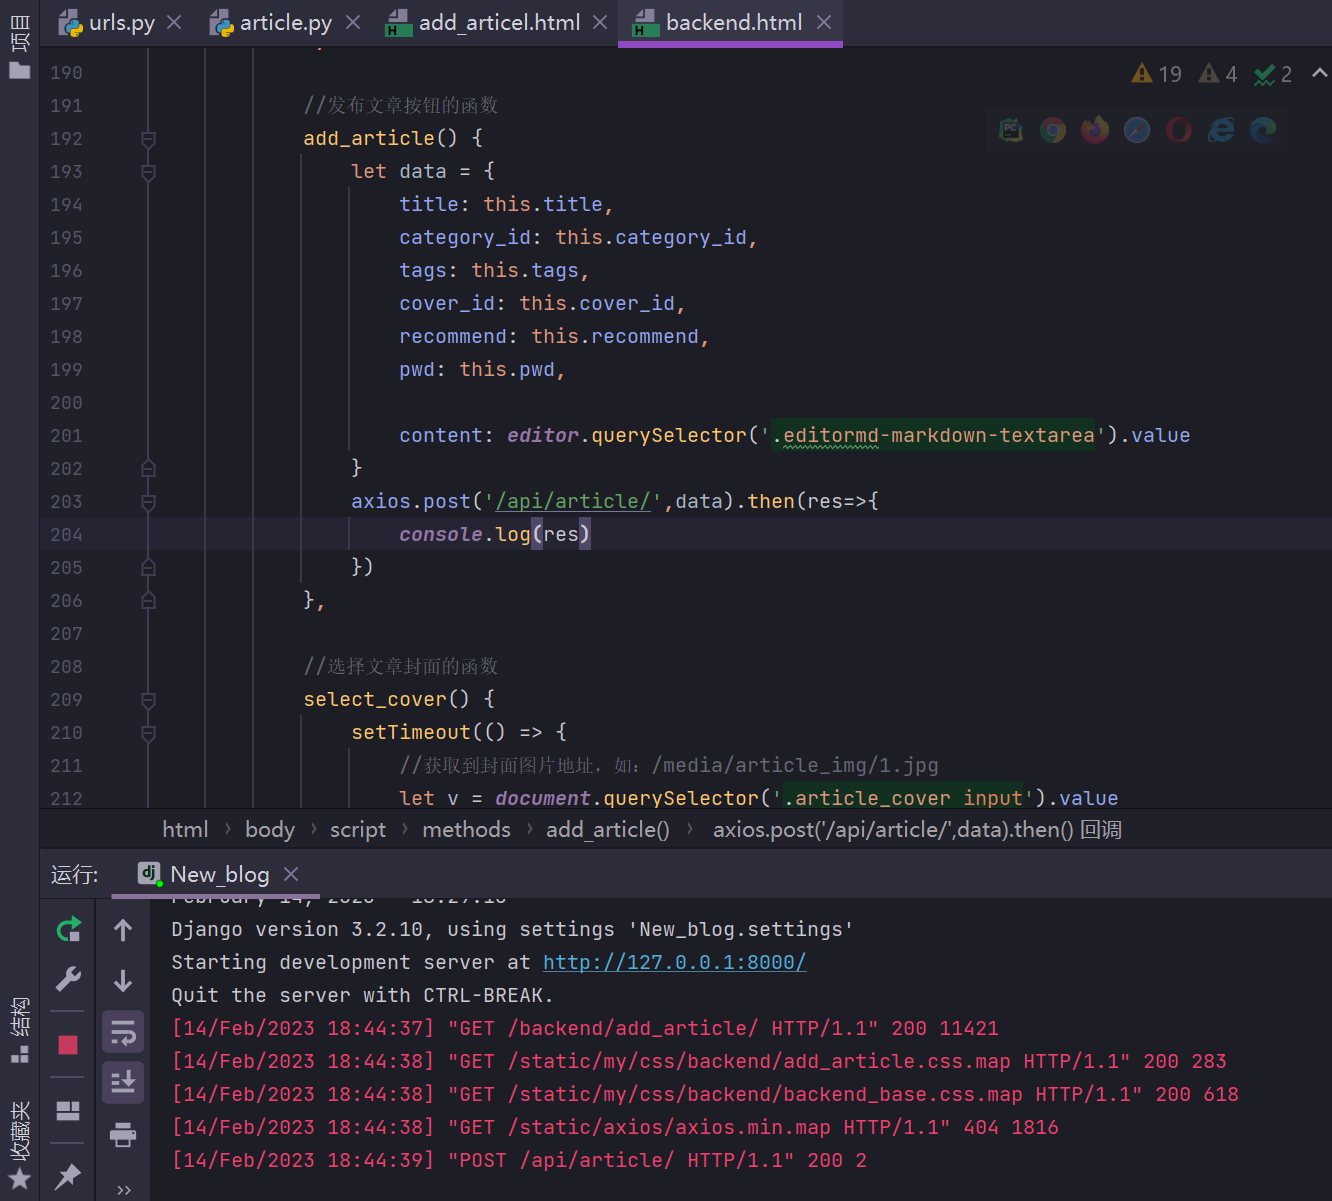 项目
urls.py
article.py
add_articel.html
backend.html
19 4 2
190
191 //发布文章按钮的函数
192 add_article() {
193 let data = {
194 title: this.title,
195 category_id: this.category_id,
196 tags: this.tags,
197 cover_id: this.cover_id,
198 recommend: this.recommend,
199 pwd: this.pwd,
200
201 content: editor.querySelector('.editormd-markdown-textarea').value
202 }
203 axios.post('/api/article/',data).then(res=>{
204 console.log(res)
205 })
206 },
207
208 //选择文章封面的函数
209 select_cover() {
210 setTimeout(() => {
211 //获取到封面图片地址，如：/media/article_img/1.jpg
212 let v = document.querySelector('.article_cover input').value
html › body › script › methods › add_article() › axios.post('/api/article/',data).then() 回调
运行: New_blog
Django version 3.2.10, using settings 'New_blog.settings'
Starting development server at http://127.0.0.1:8000/
Quit the server with CTRL-BREAK.
[14/Feb/2023 18:44:37] "GET /backend/add_article/ HTTP/1.1" 200 11421
[14/Feb/2023 18:44:38] "GET /static/my/css/backend/add_article.css.map HTTP/1.1" 200 283
[14/Feb/2023 18:44:38] "GET /static/my/css/backend/backend_base.css.map HTTP/1.1" 200 618
[14/Feb/2023 18:44:38] "GET /static/axios/axios.min.map HTTP/1.1" 404 1816
[14/Feb/2023 18:44:39] "POST /api/article/ HTTP/1.1" 200 2
结构
收藏夹